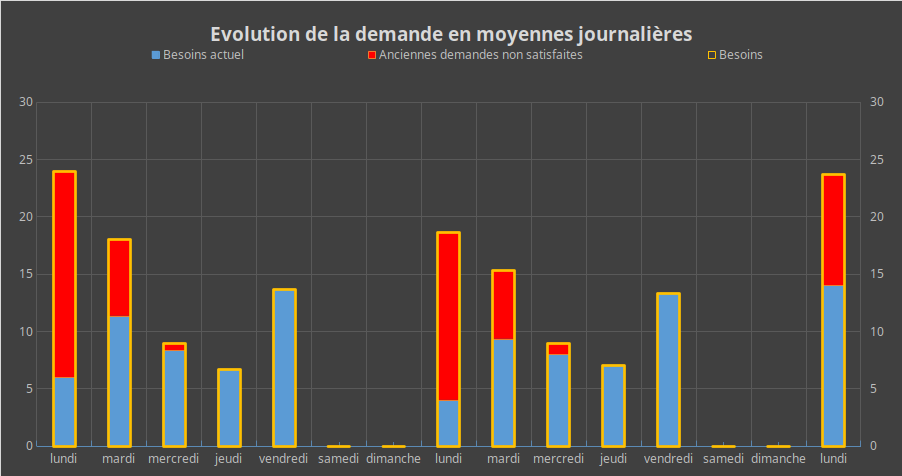 Evolution de la demande en moyennes journalières
Besoins actuel Anciennes demandes non satisfaites Besoins
30 30
25 25
20 20
15 15
10 10
5 5
0 0
lundi mardi mercredi jeudi vendredi samedi dimanche lundi mardi mercredi jeudi vendredi samedi dimanche lundi